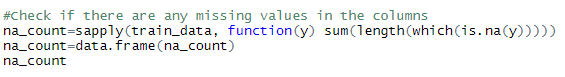 #Check if there are any missing values in the columns
na_count=sapply(train_data, function(y) sum(length(which(is.na(y)))))
na_count=data.frame(na_count)
na_count